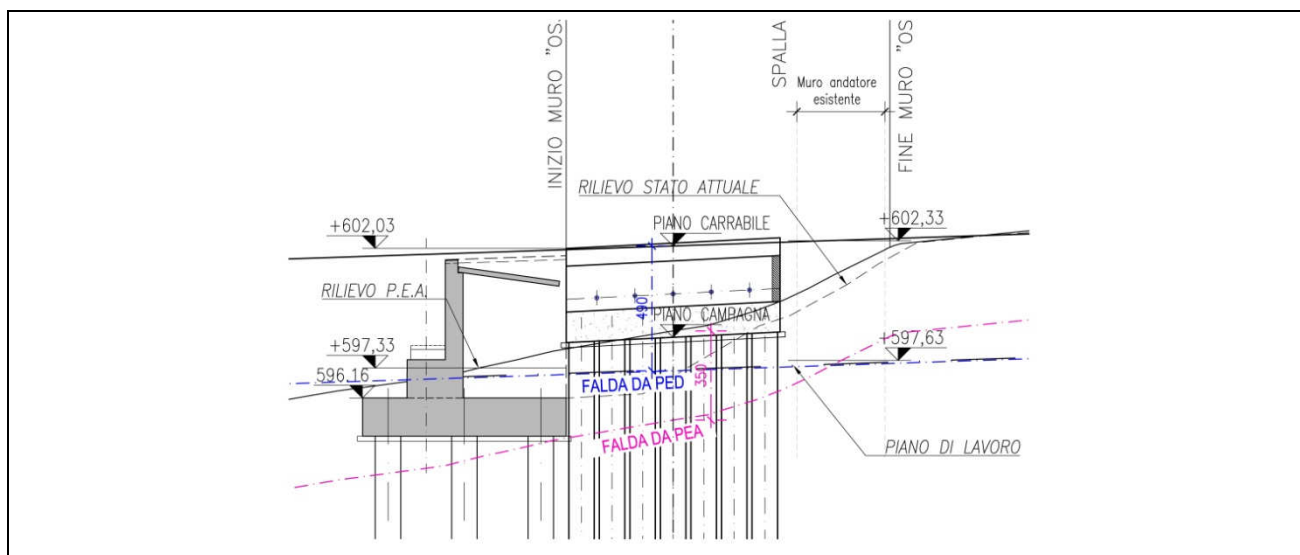 INIZIO MURO "OS.
SPALLA
FINE MURO "OS
Muro andatore
esistente
RILIEVO STATO ATTUALE
+602,03
PIANO CARRABILE
+602,33
RILIEVO P.E.A.
490
PIANO CAMPAGNA
+597,33
+597,63
596,16
350
FALDA DA PED
FALDA DA PEA
PIANO DI LAVORO